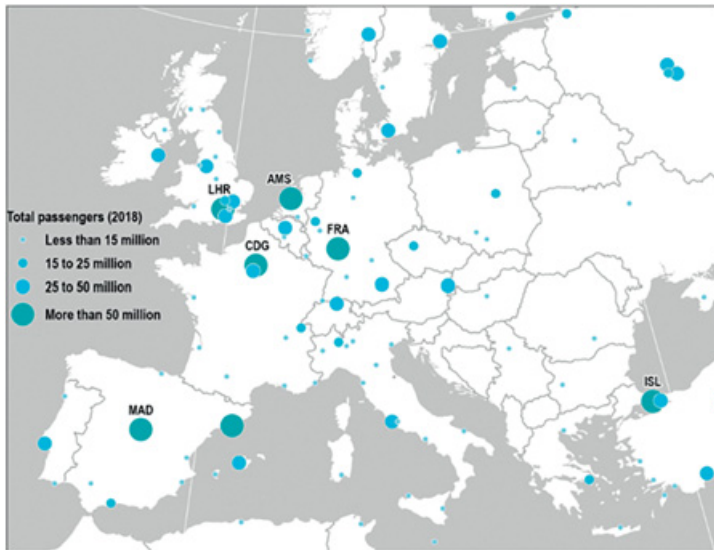 LHR
AMS
Total passengers (2018)
FRA
Less than 15 million
CDG
15 to 25 million
25 to 50 million
More than 50 million
ISL
MAD